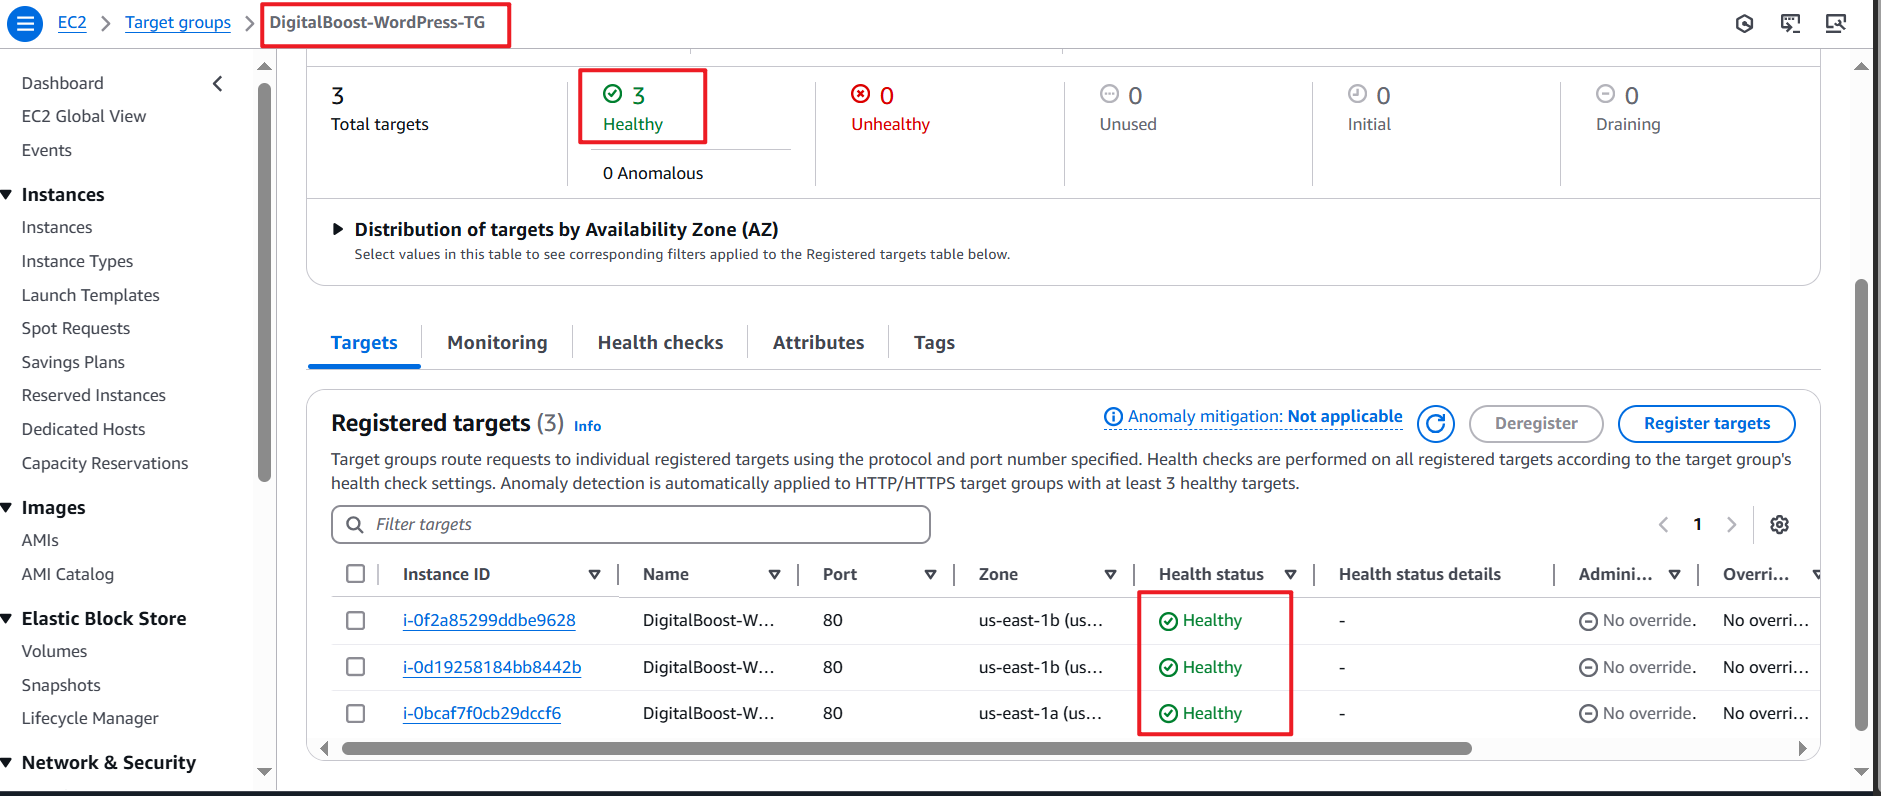 EC2 > Target groups > DigitalBoost-WordPress-TG
Dashboard
EC2 Global View
Events
Instances
Instances
Instance Types
Launch Templates
Spot Requests
Savings Plans
Reserved Instances
Dedicated Hosts
Capacity Reservations
Images
AMIs
AMI Catalog
Elastic Block Store
Volumes
Snapshots
Lifecycle Manager
Network & Security
3
Total targets
3
Healthy
0 Anomalous
0
Unhealthy
0
Unused
0
Initial
0
Draining
Distribution of targets by Availability Zone (AZ)
Select values in this table to see corresponding filters applied to the Registered targets table below.
Targets Monitoring Health checks Attributes Tags
Registered targets (3) Info
Anomaly mitigation: Not applicable
Deregister
Register targets
Target groups route requests to individual registered targets using the protocol and port number specified. Health checks are performed on all registered targets according to the target group's
health check settings. Anomaly detection is automatically applied to HTTP/HTTPS target groups with at least 3 healthy targets.
Filter targets
1
Instance ID Name Port Zone Health status Health status details Admini... Overri...
i-0f2a85299ddbe9628 DigitalBoost-W... 80 us-east-1b (us... Healthy - No override. No overri...
i-0d19258184bb8442b DigitalBoost-W... 80 us-east-1b (us... Healthy - No override. No overri...
i-0bcaf7f0cb29dccf6 DigitalBoost-W... 80 us-east-1a (us... Healthy - No override. No overri...